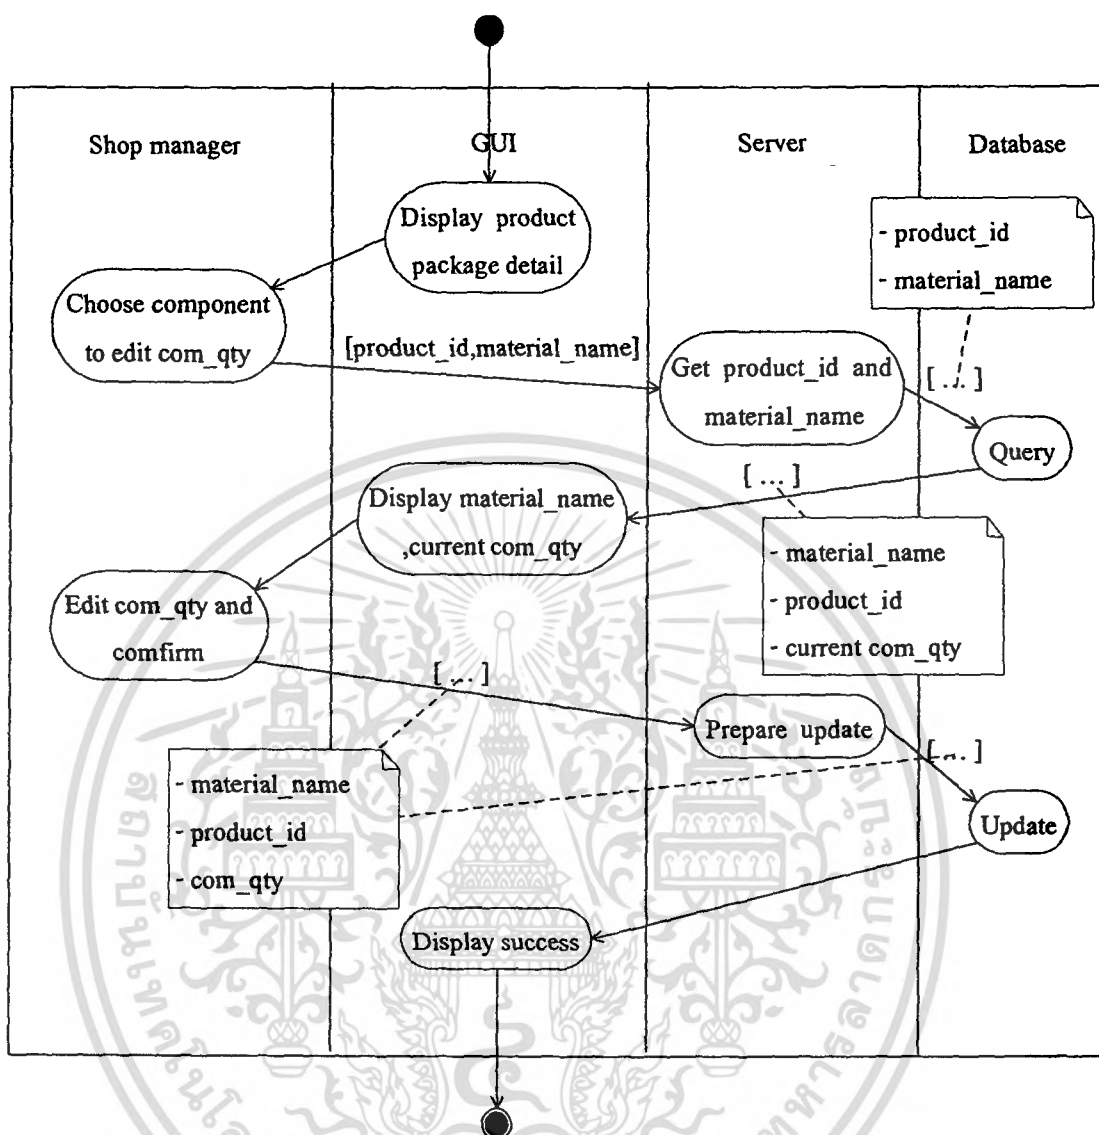 Shop manager
GUI
Server
Database
Display product
package detail
- product_id
- material_name
Choose component
to edit com_qty
[product_id,material_name]
Get product_id and
material_name
[ ... ]
Query
[ ... ]
Display material_name
,current com_qty
- material_name
- product_id
- current com_qty
Edit com_qty and
comfirm
[ ... ]
Prepare update
[ ... ]
- material_name
- product_id
- com_qty
Update
Display success